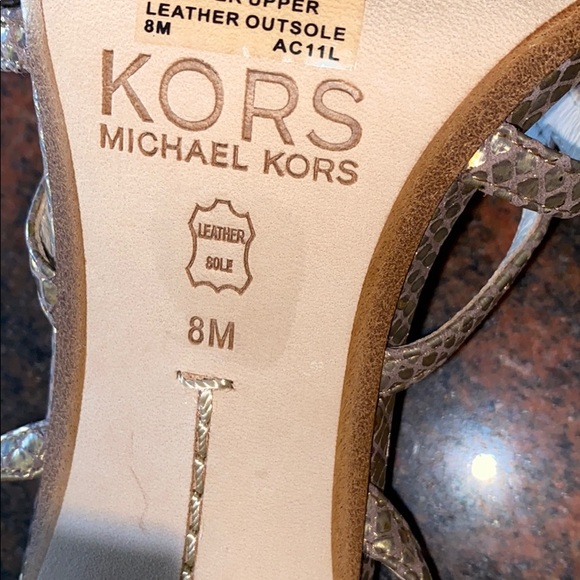 UPPER
LEATHER OUTSOLE
8M AC11L
KORS
MICHAEL KORS
LEATHER
SOLE
8M